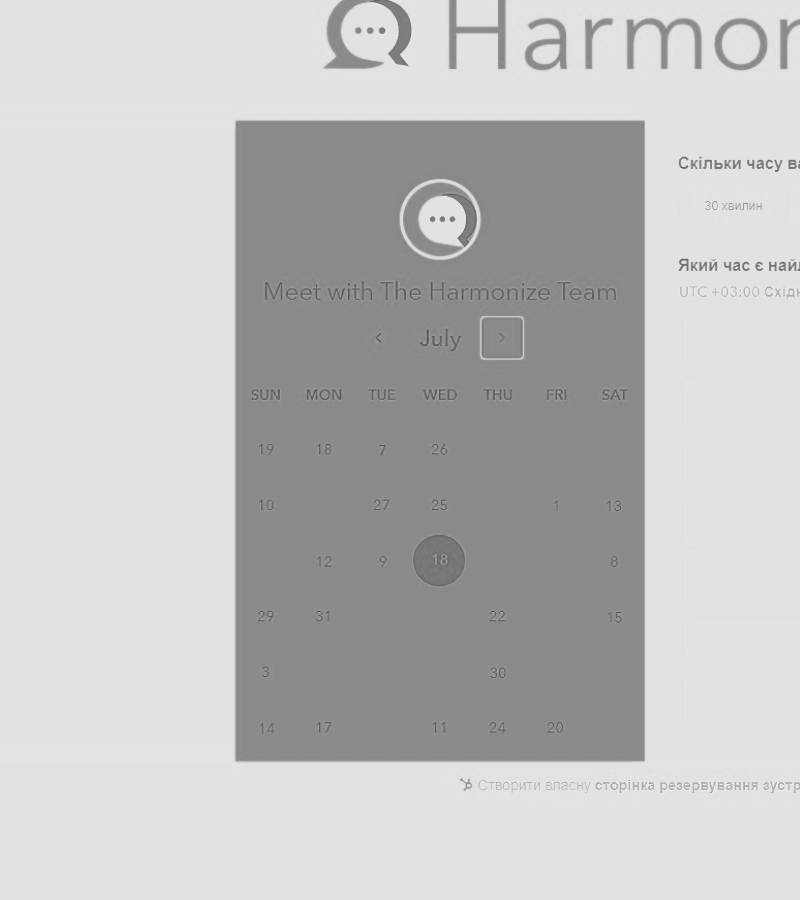 Harmon
Скільки часу ва
30 хвилин
Meet with The Harmonize Team
Який час є найл
UTC +03:00 Східн
July
SUN MON TUE WED THU FRI SAT
19 18 7 26
10 27 25 1 13
12 9 18 8
29 31 22 15
3 30
14 17 11 24 20
Створити власну сторінка резервування зустр